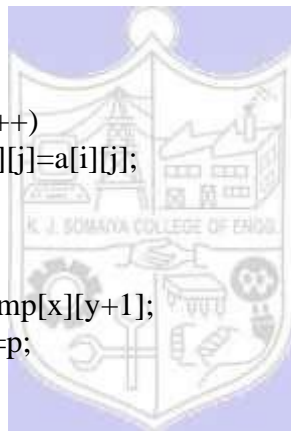 ++)
][j]=a[i][j];
K. J. SOMAIYA COLLEGE OF ENGG.
mp[x][y+1];
=p;